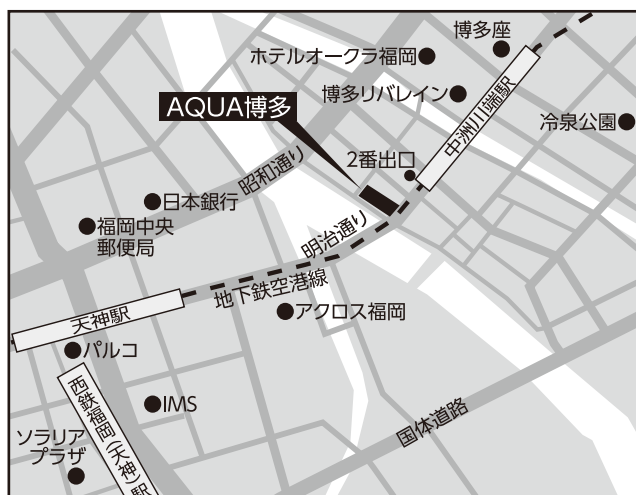 博多座
ホテルオークラ福岡
博多リバレイン
AQUA博多
中洲川端駅
冷泉公園
2番出口
昭和通り
日本銀行
福岡中央
郵便局
明治通り
地下鉄空港線
天神駅
アクロス福岡
パルコ
西鉄福岡(天神)駅
IMS
国体道路
ソラリア
プラザ